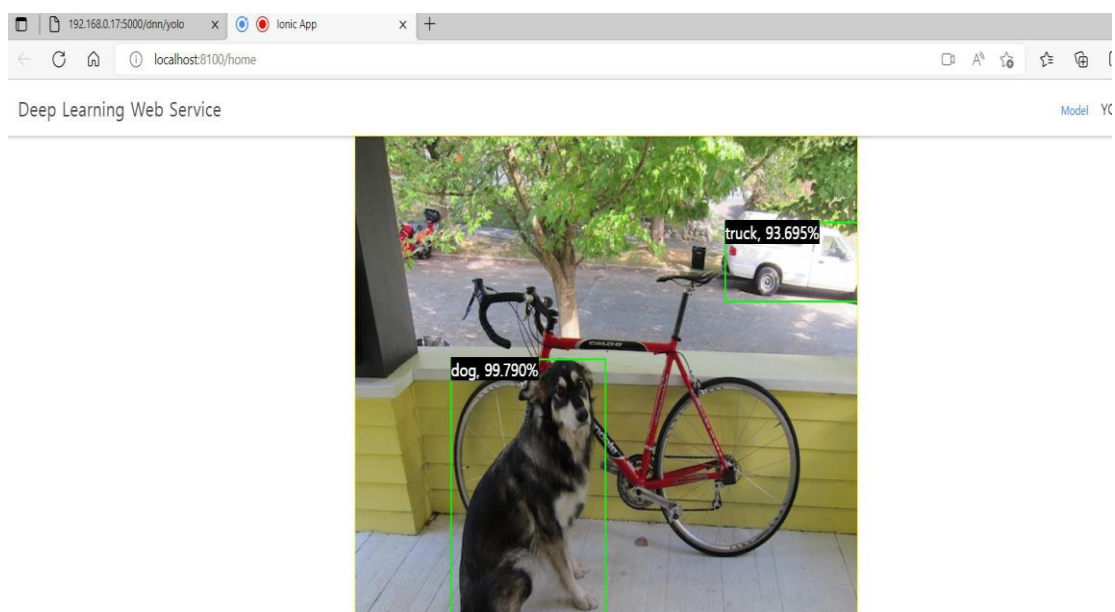 192.168.0.17:5000/dnn/yolo
Ionic App
localhost:8100/home
Deep Learning Web Service
Model YO
truck, 93.695%
dog, 99.790%